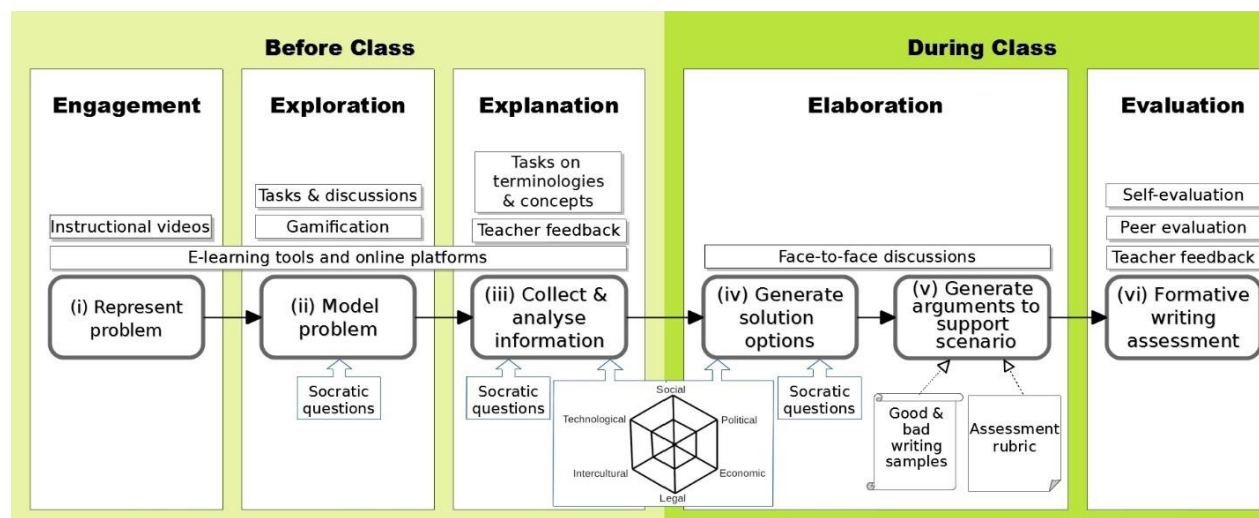 Before Class
During Class
Engagement
Exploration
Explanation
Elaboration
Evaluation
Instructional videos
Tasks & discussions
Gamification
Tasks on
terminologies
& concepts
Teacher feedback
E-learning tools and online platforms
Face-to-face discussions
Self-evaluation
Peer evaluation
Teacher feedback
(i) Represent
problem
(ii) Model
problem
(iii) Collect &
analyse
information
(iv) Generate
solution
options
(v) Generate
arguments to
support
scenario
(vi) Formative
writing
assessment
Socratic
questions
Socratic
questions
Social
Technological
Political
Intercultural
Economic
Legal
Socratic
questions
Good &
bad
writing
samples
Assessment
rubric